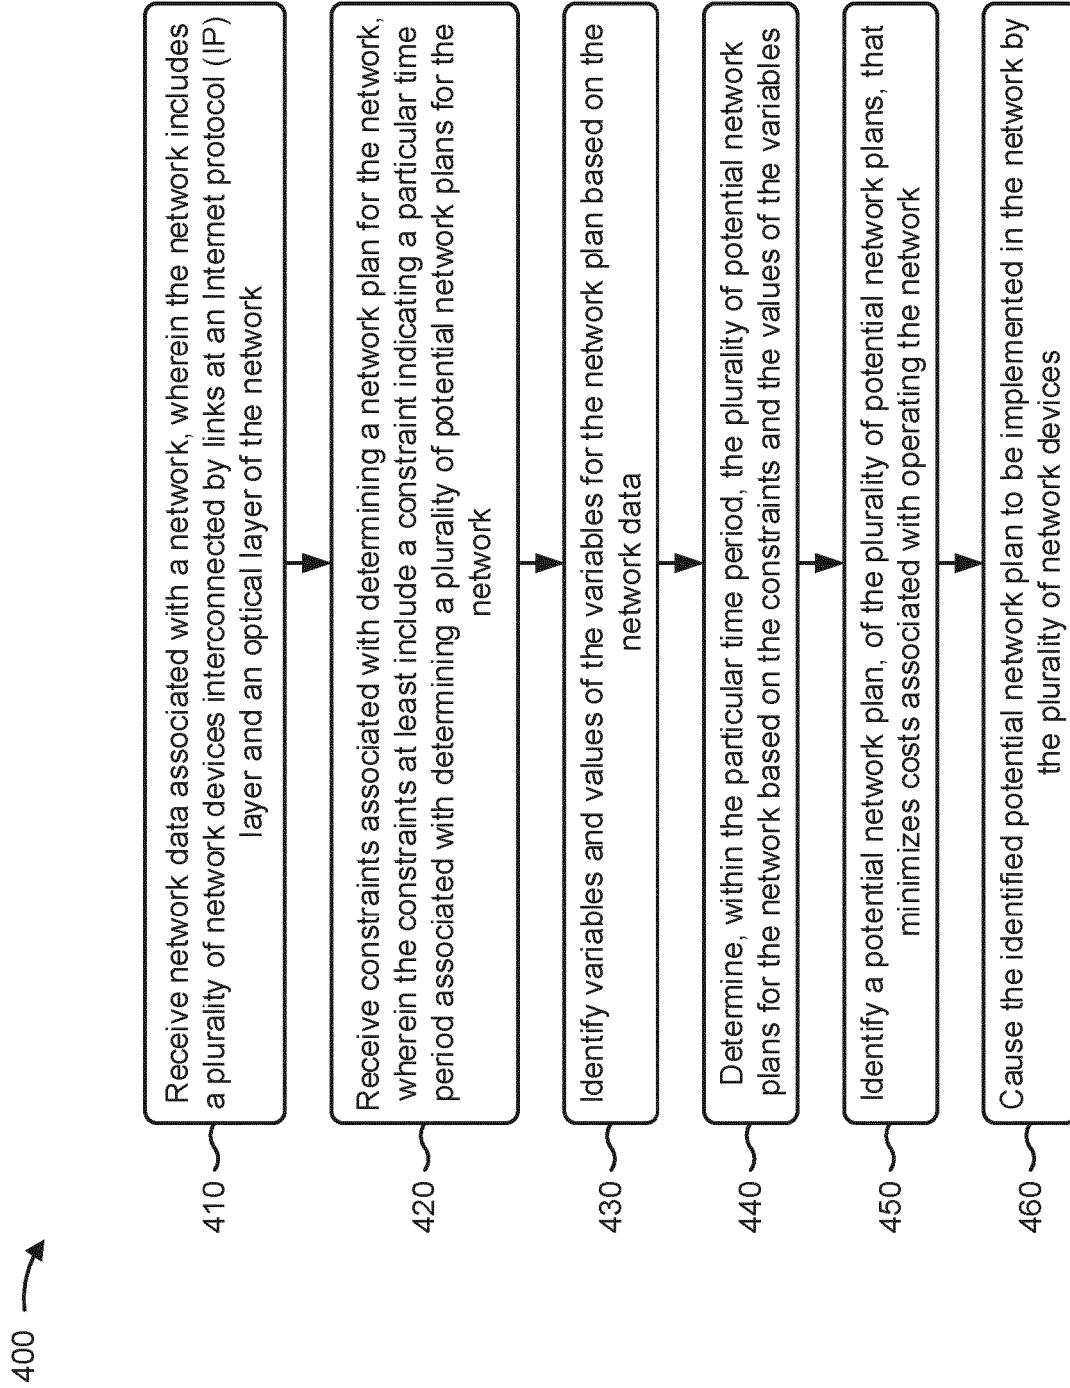 400
410
Receive network data associated with a network, wherein the network includes
a plurality of network devices interconnected by links at an Internet protocol (IP)
layer and an optical layer of the network
420
Receive constraints associated with determining a network plan for the network,
wherein the constraints at least include a constraint indicating a particular time
period associated with determining a plurality of potential network plans for the
network
430
Identify variables and values of the variables for the network plan based on the
network data
440
Determine, within the particular time period, the plurality of potential network
plans for the network based on the constraints and the values of the variables
450
Identify a potential network plan, of the plurality of potential network plans, that
minimizes costs associated with operating the network
460
Cause the identified potential network plan to be implemented in the network by
the plurality of network devices